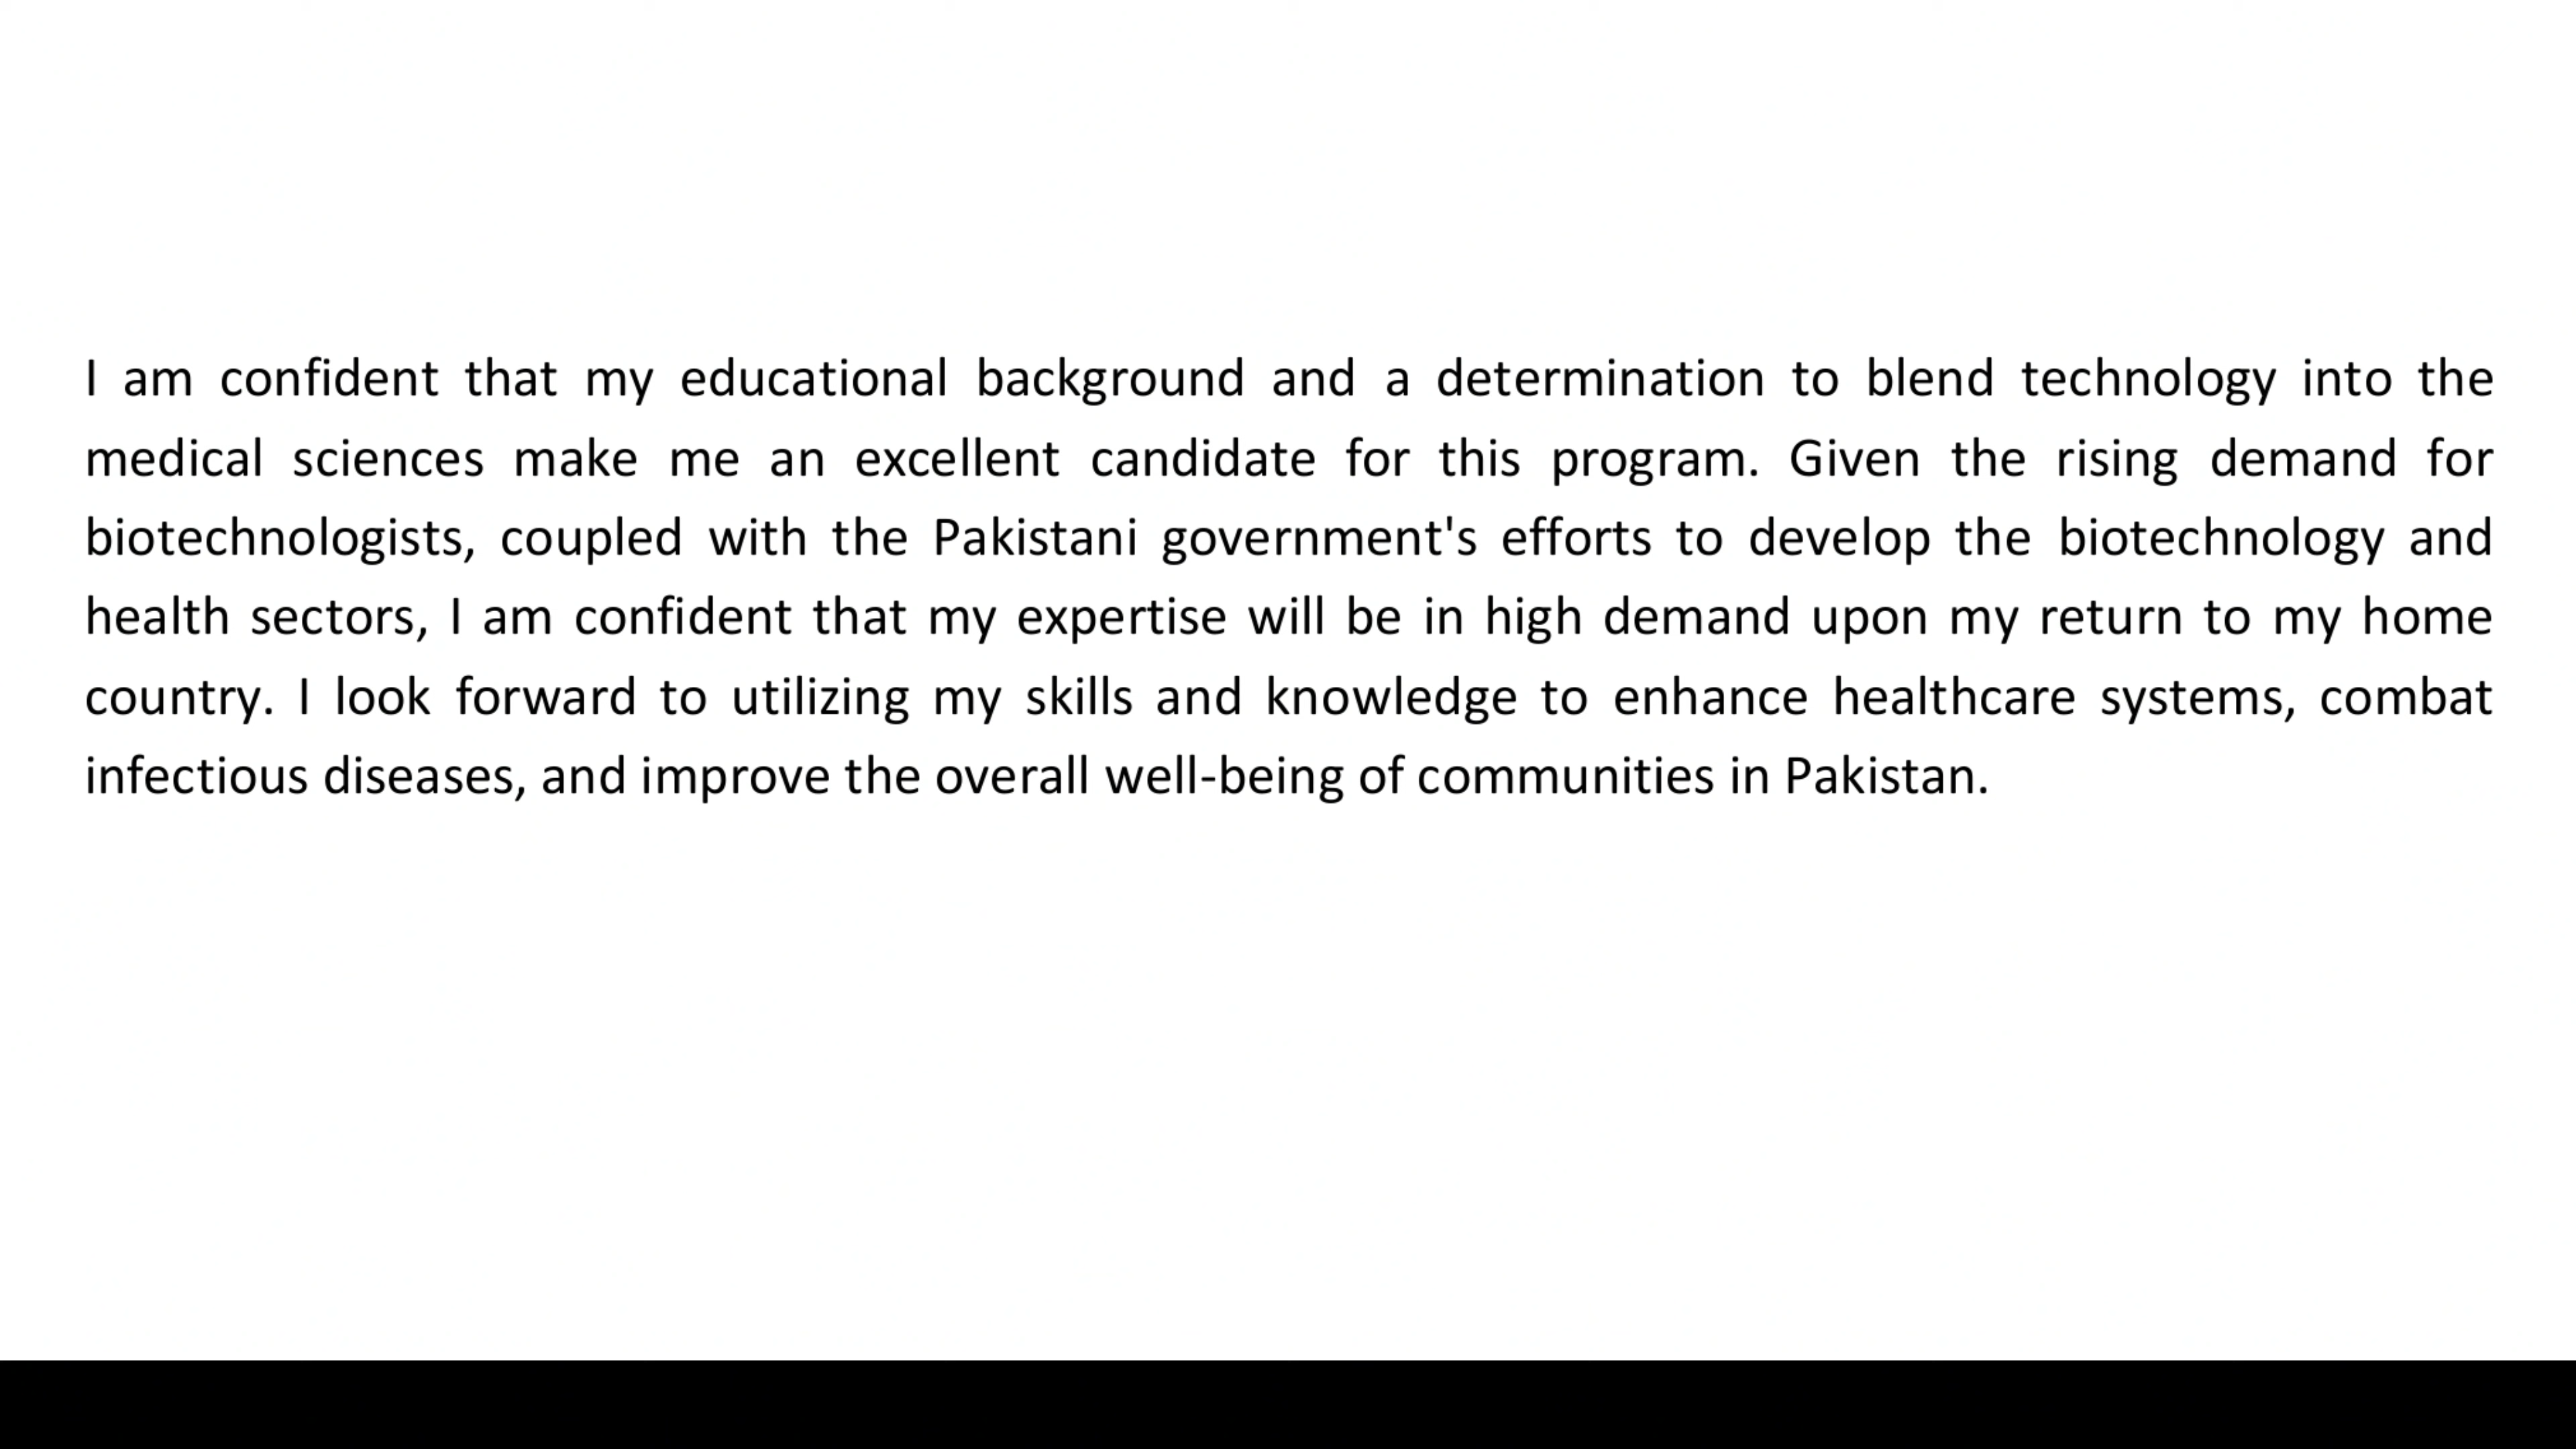 I am confident that my educational background and a determination to blend technology into the
medical sciences make me an excellent candidate for this program. Given the rising demand for
biotechnologists, coupled with the Pakistani government's efforts to develop the biotechnology and
health sectors, I am confident that my expertise will be in high demand upon my return to my home
country. I look forward to utilizing my skills and knowledge to enhance healthcare systems, combat
infectious diseases, and improve the overall well-being of communities in Pakistan.